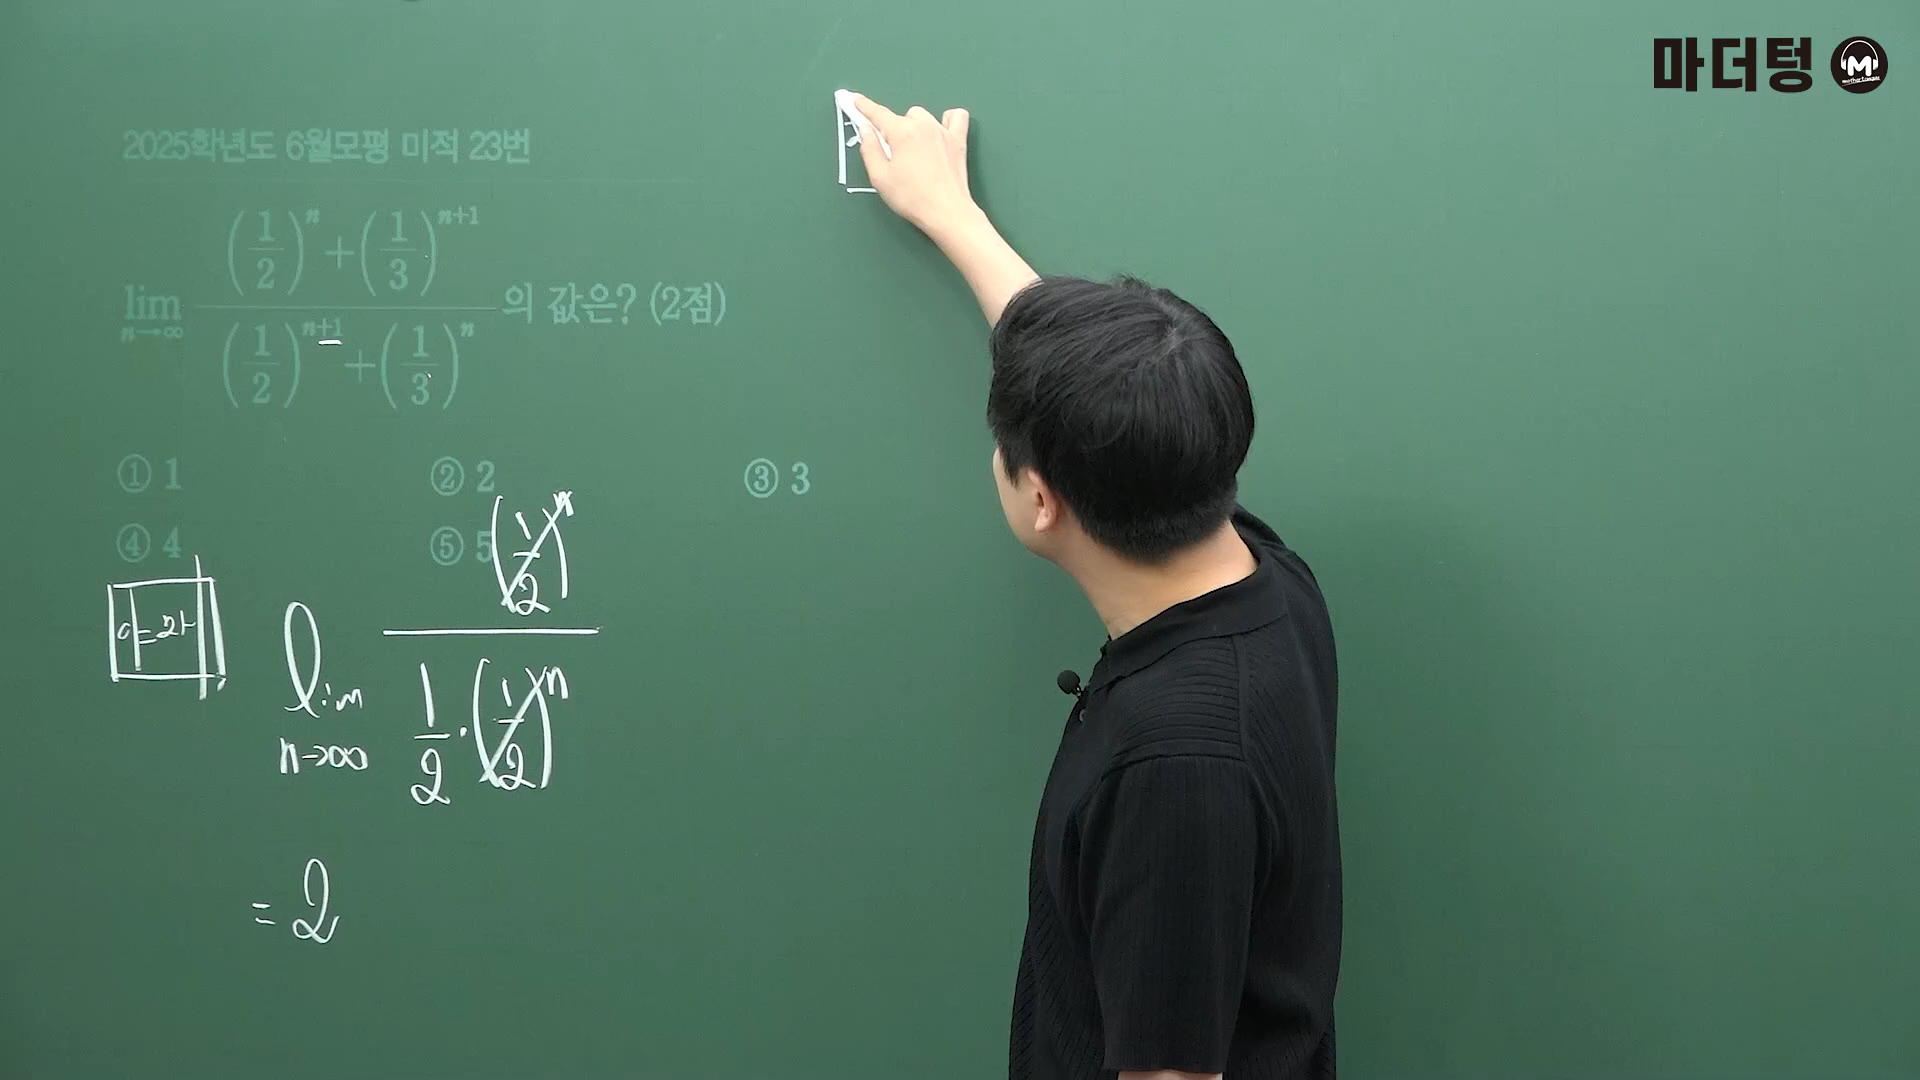 마더텅
2025학년도 6월모평 미적 23번
lim n→∞ ((1/2)^n + (1/3)^(n+1)) / ((1/2)^(n+1) + (1/3)^n) 의 값은? (2점)
① 1 ② 2 ③ 3
④ 4 ⑤ 5
lim n→∞ (1/2)^n / (1/2 · (1/2)^n)
= 2